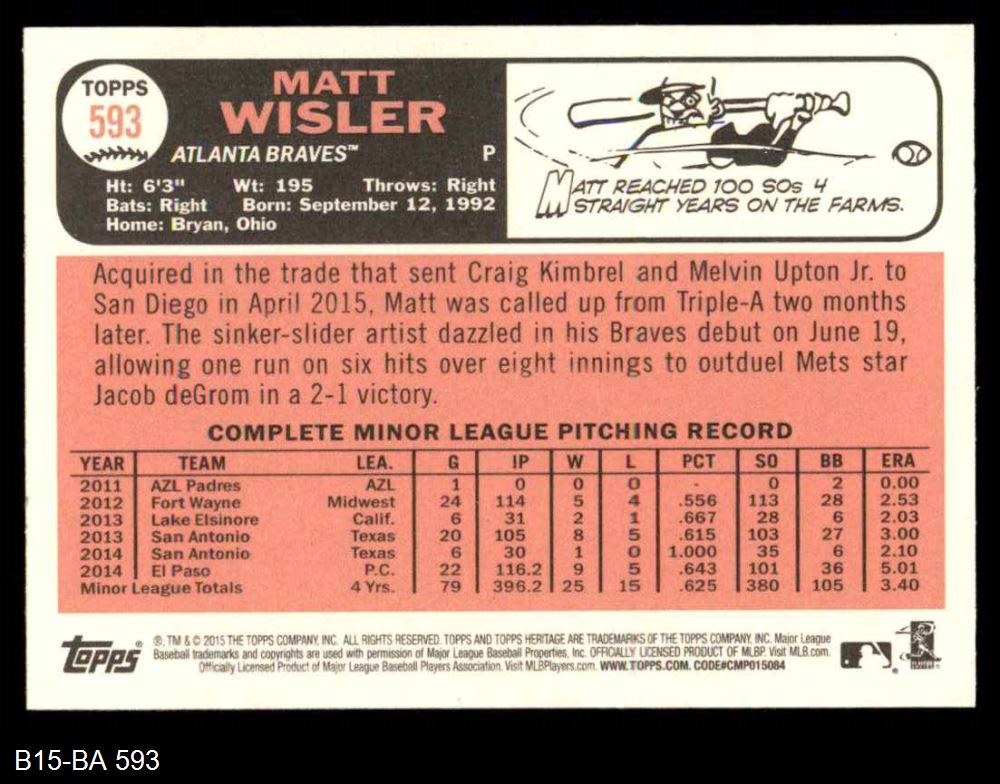 TOPPS
593
MATT
WISLER
ATLANTA BRAVES™ P
Ht: 6'3" Wt: 195 Throws: Right
Bats: Right Born: September 12, 1992
Home: Bryan, Ohio
MATT REACHED 100 SOs 4
STRAIGHT YEARS ON THE FARMS.
Acquired in the trade that sent Craig Kimbrel and Melvin Upton Jr. to
San Diego in April 2015, Matt was called up from Triple-A two months
later. The sinker-slider artist dazzled in his Braves debut on June 19,
allowing one run on six hits over eight innings to outduel Mets star
Jacob deGrom in a 2-1 victory.
COMPLETE MINOR LEAGUE PITCHING RECORD
YEAR TEAM LEA. G IP W L PCT SO BB ERA
2011 AZL Padres AZL 1 0 0 0 - 0 2 0.00
2012 Fort Wayne Midwest 24 114 5 4 .556 113 28 2.53
2013 Lake Elsinore Calif. 6 31 2 1 .667 28 6 2.03
2013 San Antonio Texas 20 105 8 5 .615 103 27 3.00
2014 San Antonio Texas 6 30 1 0 1.000 35 6 2.10
2014 El Paso P.C. 22 116.2 9 5 .643 101 36 5.01
Minor League Totals 4 Yrs. 79 396.2 25 15 .625 380 105 3.40
Topps®
®, TM & © 2015 THE TOPPS COMPANY, INC. ALL RIGHTS RESERVED. TOPPS AND TOPPS HERITAGE ARE TRADEMARKS OF THE TOPPS COMPANY, INC. Major League
Baseball trademarks and copyrights are used with permission of Major League Baseball Properties, Inc. OFFICIALLY LICENSED PRODUCT OF MLBP. Visit MLB.com.
Officially Licensed Product of Major League Baseball Players Association. Visit MLBPlayers.com. WWW.TOPPS.COM. CODE#CMP015084
B15-BA 593